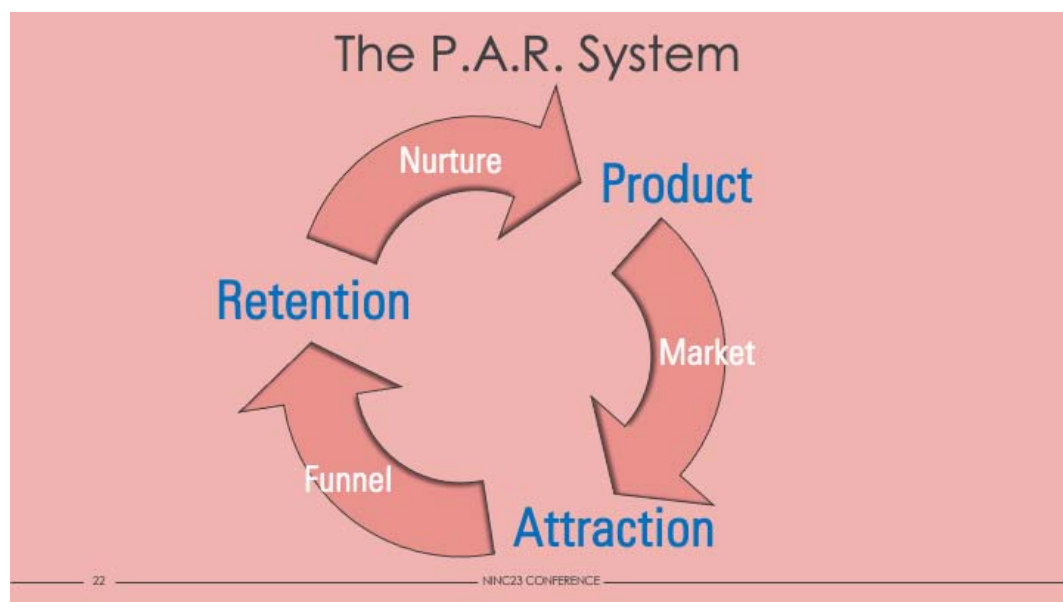 The P.A.R. System
Nurture
Product
Retention
Market
Funnel
Attraction
22
NINC23 CONFERENCE